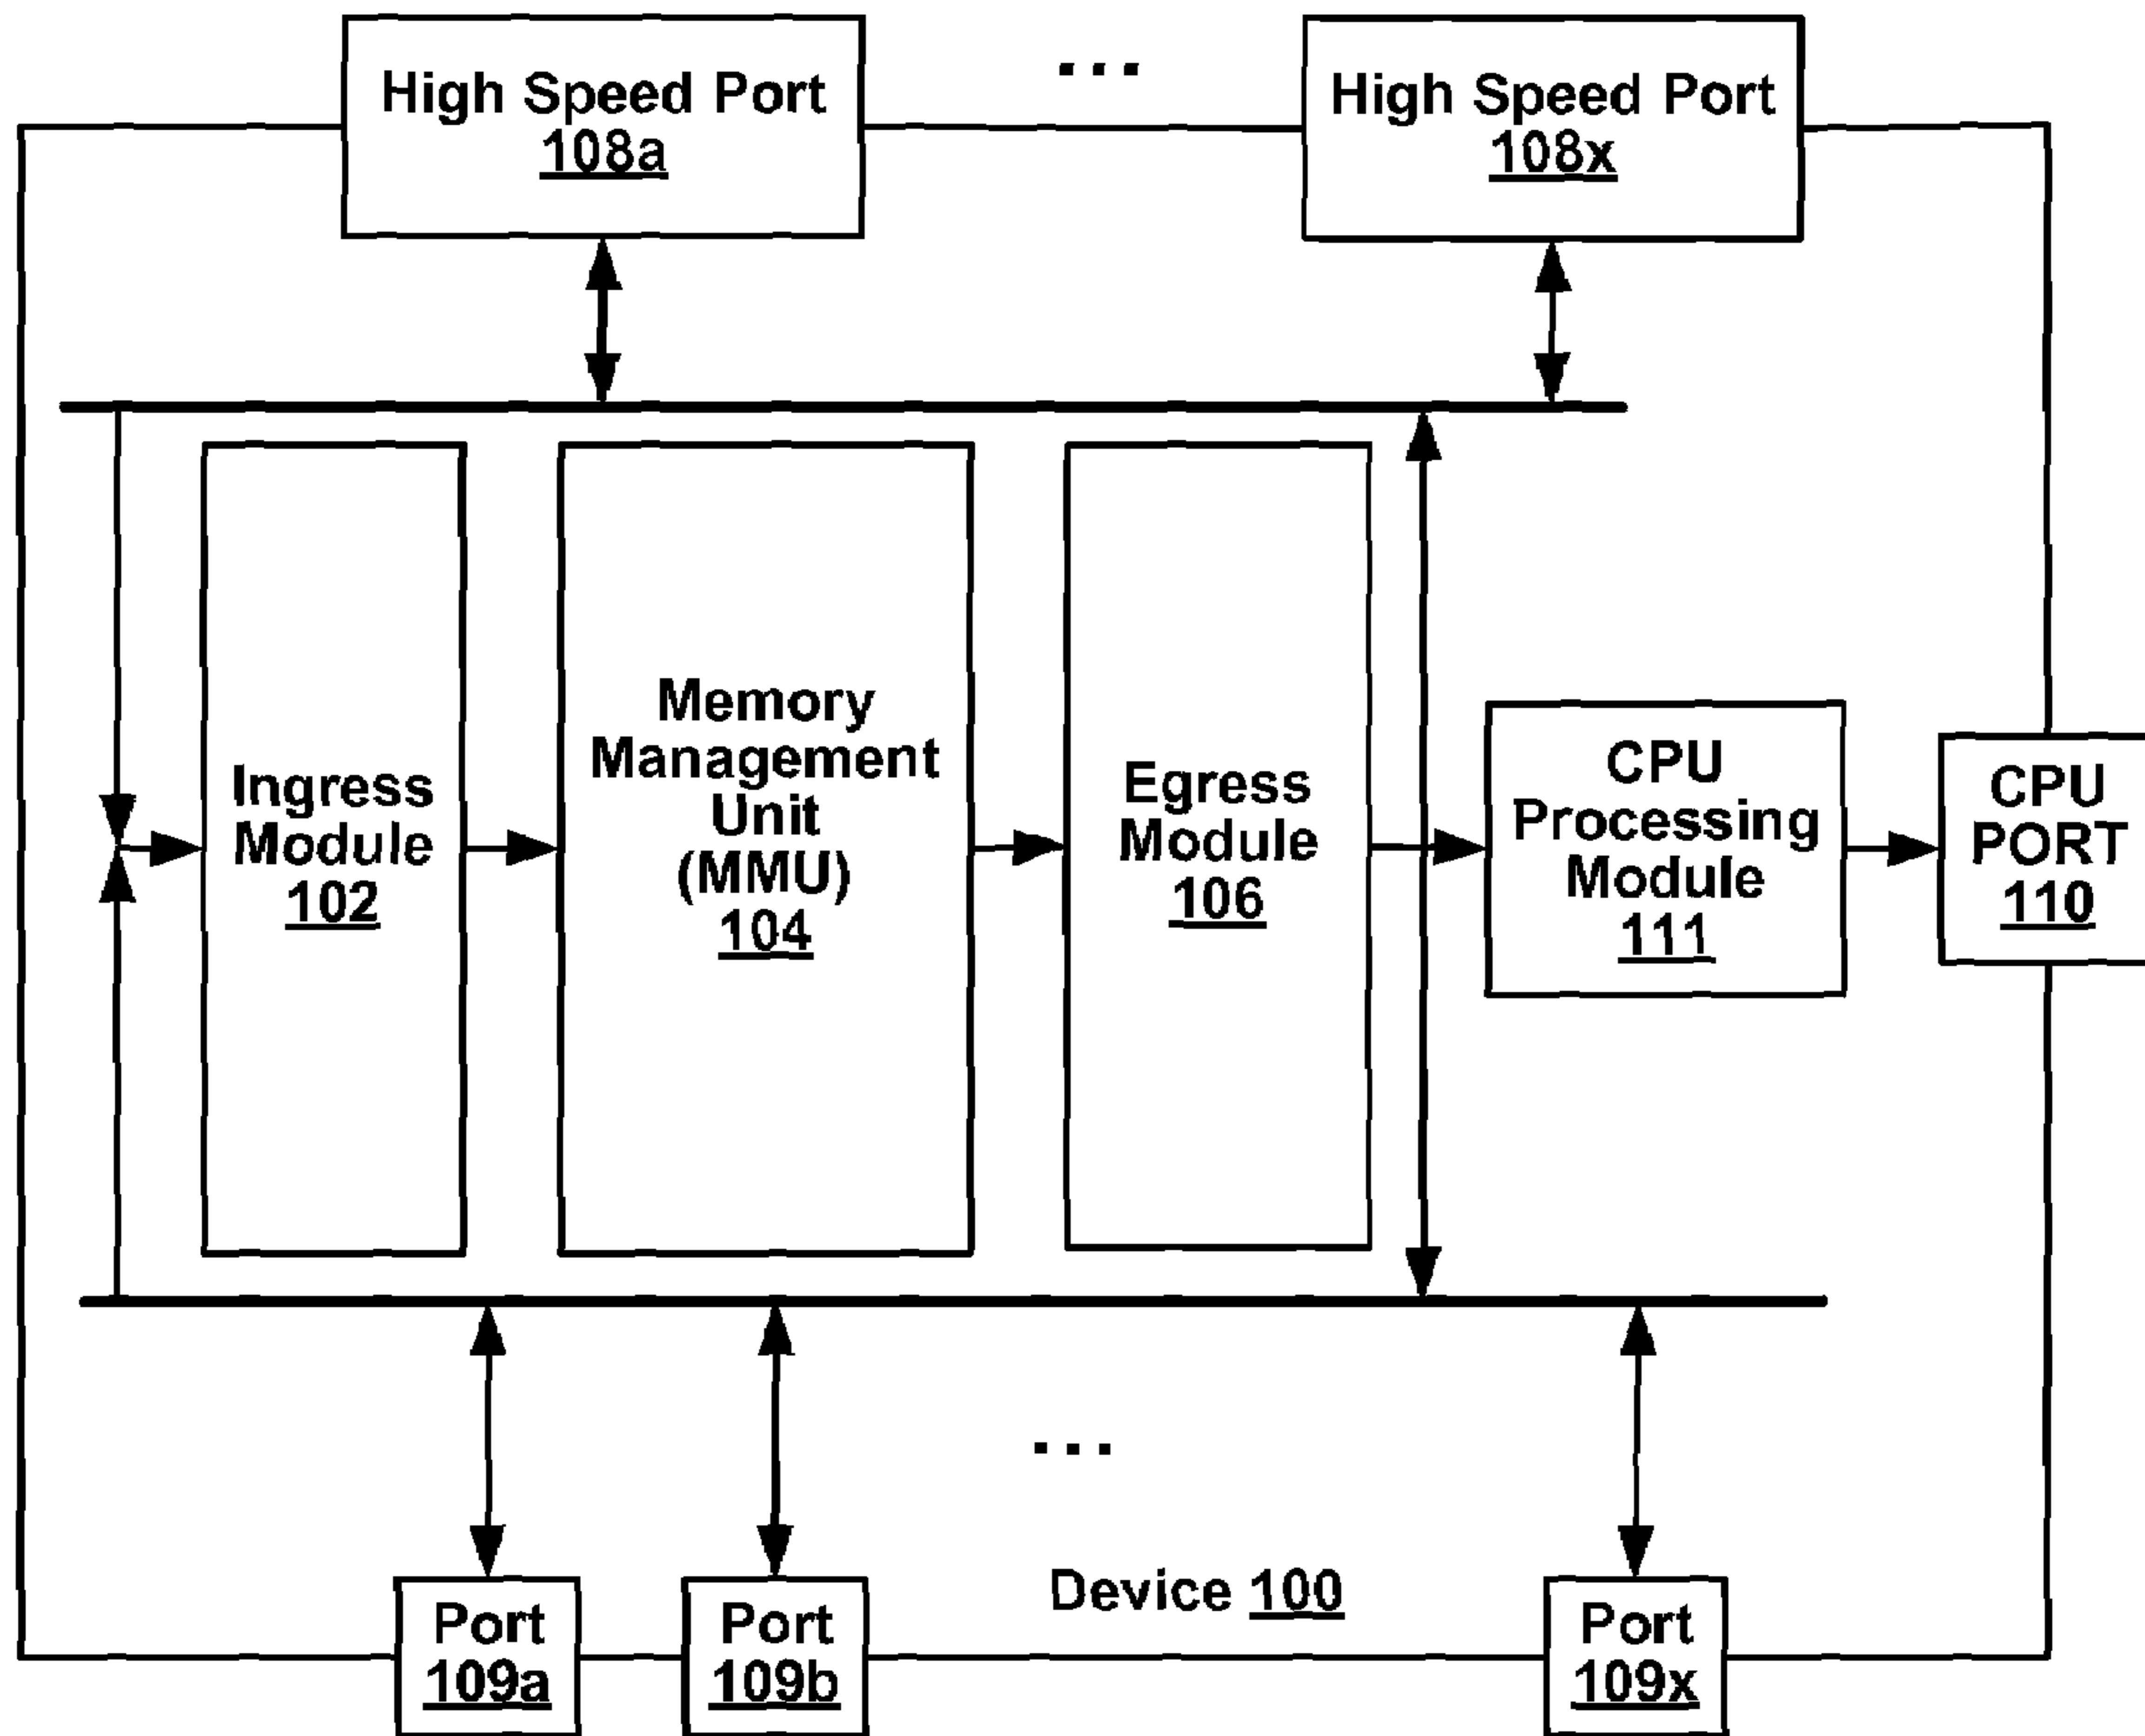 High Speed Port
108a
...
High Speed Port
108x
Ingress
Module
102
Memory
Management
Unit
(MMU)
104
Egress
Module
106
CPU
Processing
Module
111
CPU
PORT
110
...
Device 100
Port
109a
Port
109b
Port
109x